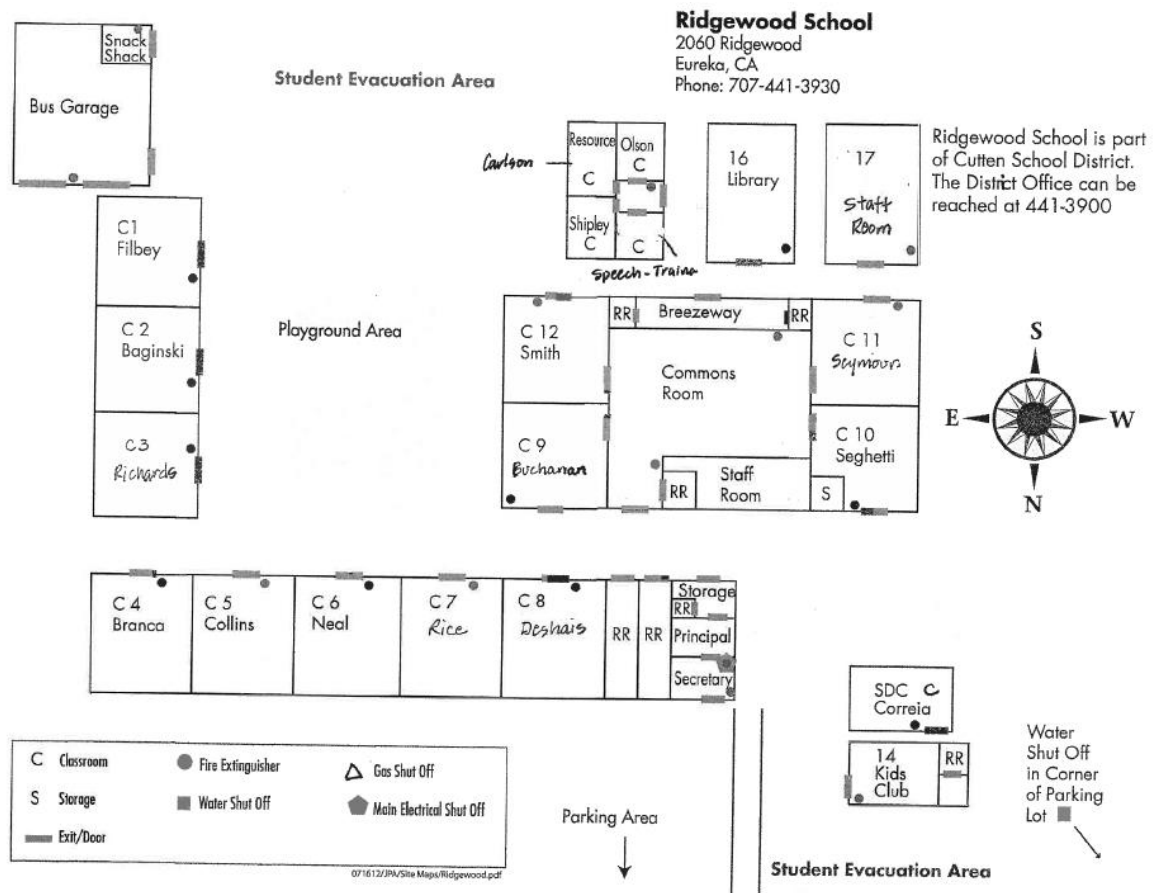 Ridgewood School
2060 Ridgewood
Eureka, CA
Phone: 707-441-3930
Snack
Shack
Bus Garage
Student Evacuation Area
Resource
C
Olson
C
Carlson
Shipley
C
C
Speech-Traina
16
Library
17
Staff
Room
Ridgewood School is part
of Cutten School District.
The District Office can be
reached at 441-3900
C1
Filbey
C 2
Baginski
C3
Richards
Playground Area
C 12
Smith
RR
Breezeway
RR
C 11
Seymours
Commons
Room
C 9
Buchanan
RR
Staff
Room
C 10
Seghetti
S
S
E
W
N
C 4
Branca
C 5
Collins
C 6
Neal
C 7
Rice
C 8
Deshais
RR
RR
Storage
RR
Principal
Secretary
SDC C
Correia
14
Kids
Club
RR
Water
Shut Off
in Corner
of Parking
Lot
C Classroom
Fire Extinguisher
Gas Shut Off
S Storage
Water Shut Off
Main Electrical Shut Off
Exit/Door
071612/JPA/Site Maps/Ridgewood.pdf
Parking Area
Student Evacuation Area